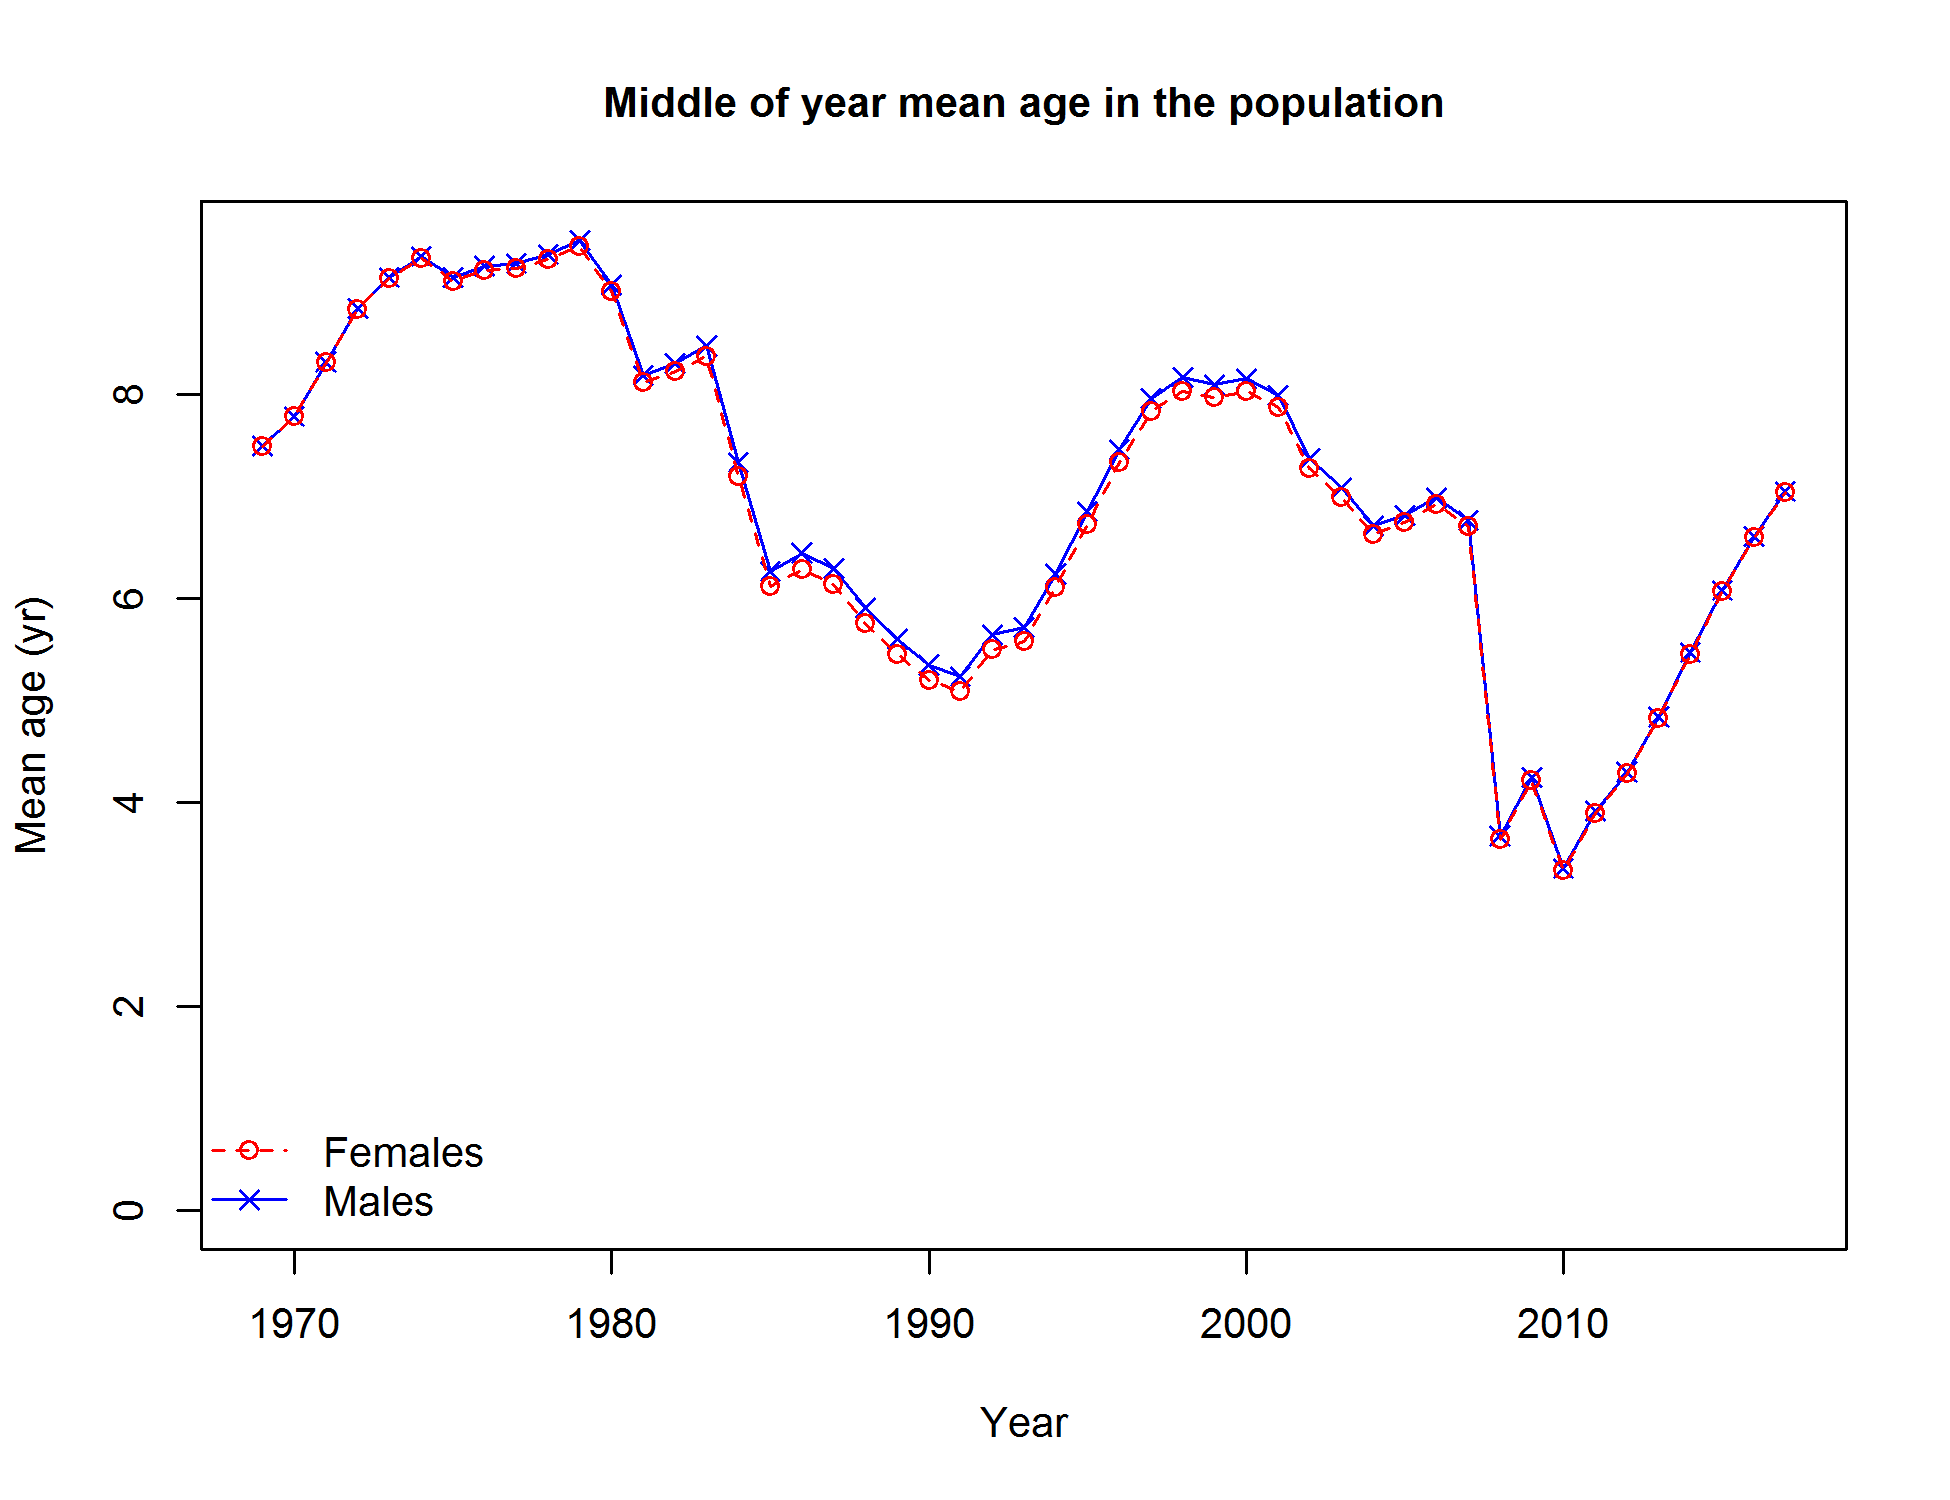 Middle of year mean age in the population
Mean age (yr)
8
6
4
2
0
Females
Males
1970 1980 1990 2000 2010
Year